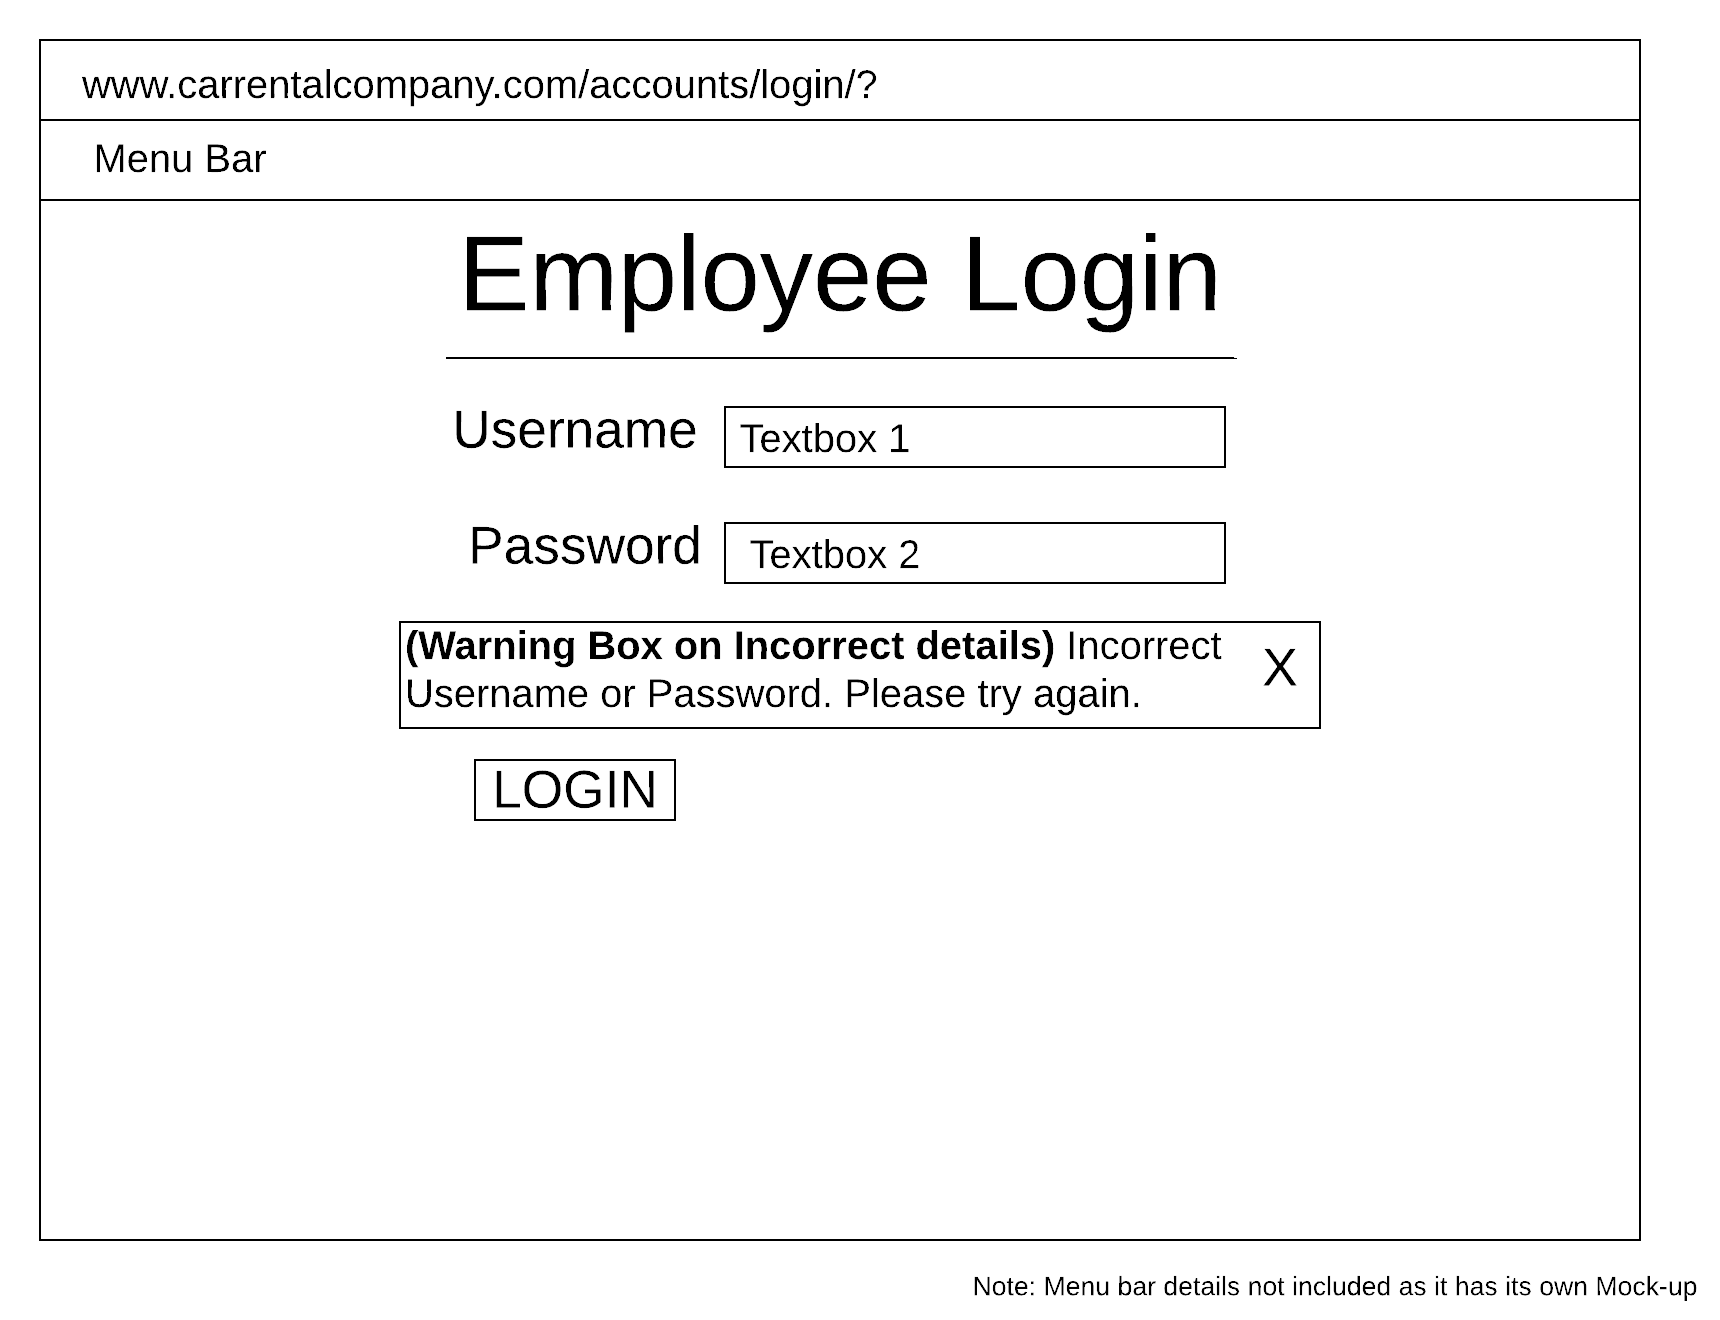 www.carrentalcompany.com/accounts/login/?
Menu Bar
Employee Login
Username Textbox 1
Password Textbox 2
(Warning Box on Incorrect details) Incorrect
Username or Password. Please try again.
X
LOGIN
Note: Menu bar details not included as it has its own Mock-up